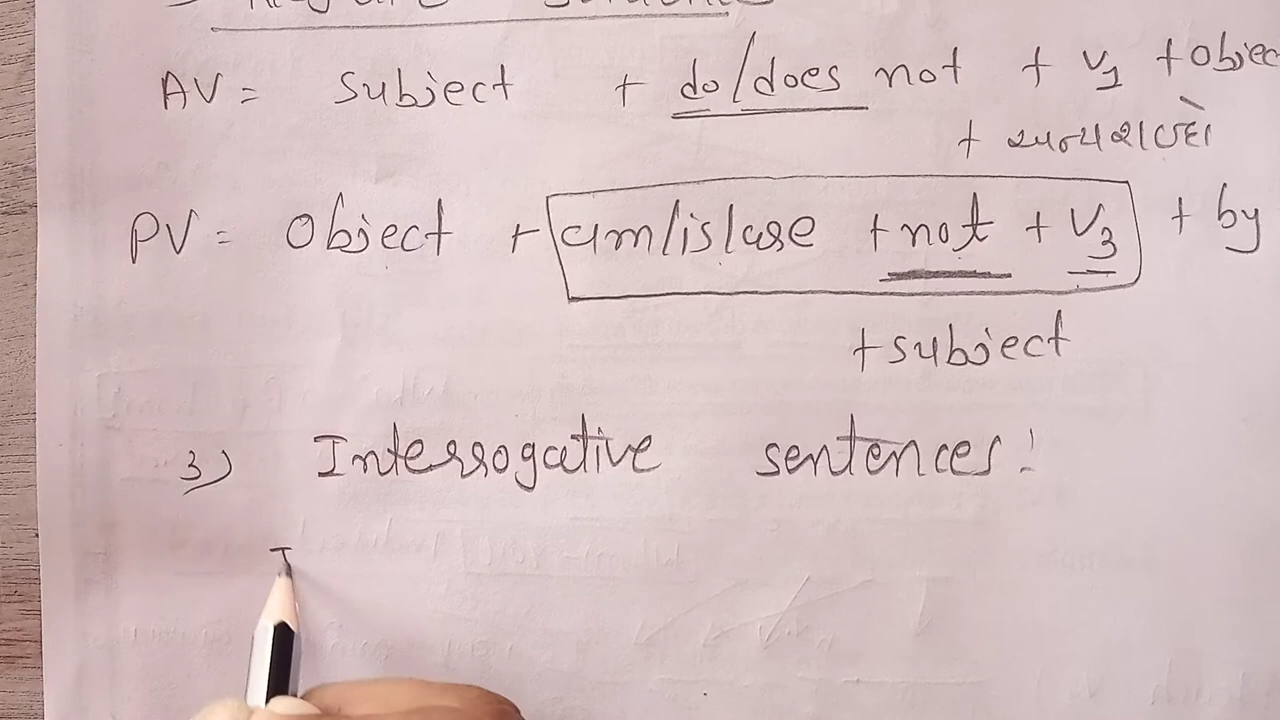 AV = Subject + do/does not + V1 + Objec
+ અન્યશબ્દો
PV = Object + am/is/are + not + V3 + by
+ subject
3) Interrogative sentences: